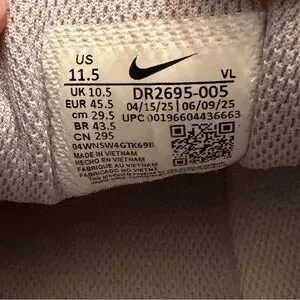 US
11.5
VL
UK 10.5
EUR 45.5
cm 29.5
BR 43.5
CN 295
DR2695-005
04/15/25 06/09/25
UPC 00196604436663
04WNSW4GTK69B
MADE IN VIETNAM
HECHO EN VIETNAM
FABRIQUE AU VIETNAM
FABRICADO NO VIETNAM